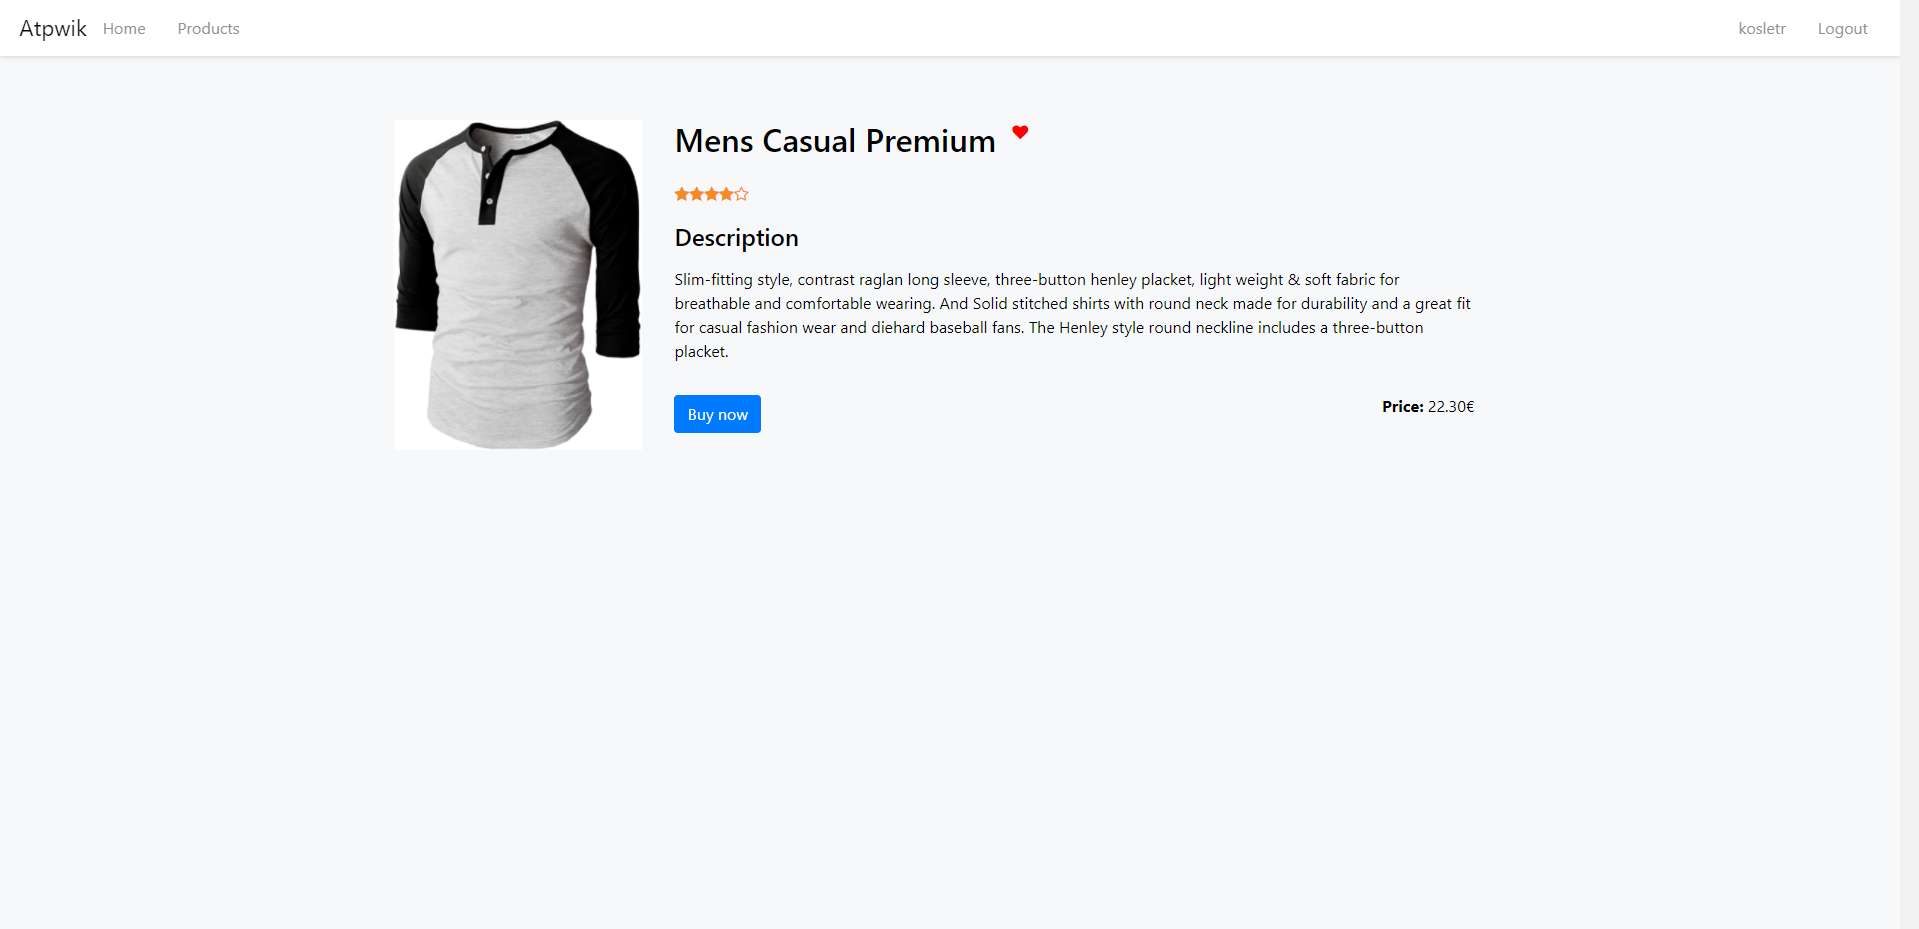 Atpwik Home Products kosletr Logout
Mens Casual Premium
Description
Slim-fitting style, contrast raglan long sleeve, three-button henley placket, light weight & soft fabric for
breathable and comfortable wearing. And Solid stitched shirts with round neck made for durability and a great fit
for casual fashion wear and diehard baseball fans. The Henley style round neckline includes a three-button
placket.
Buy now Price: 22.30€